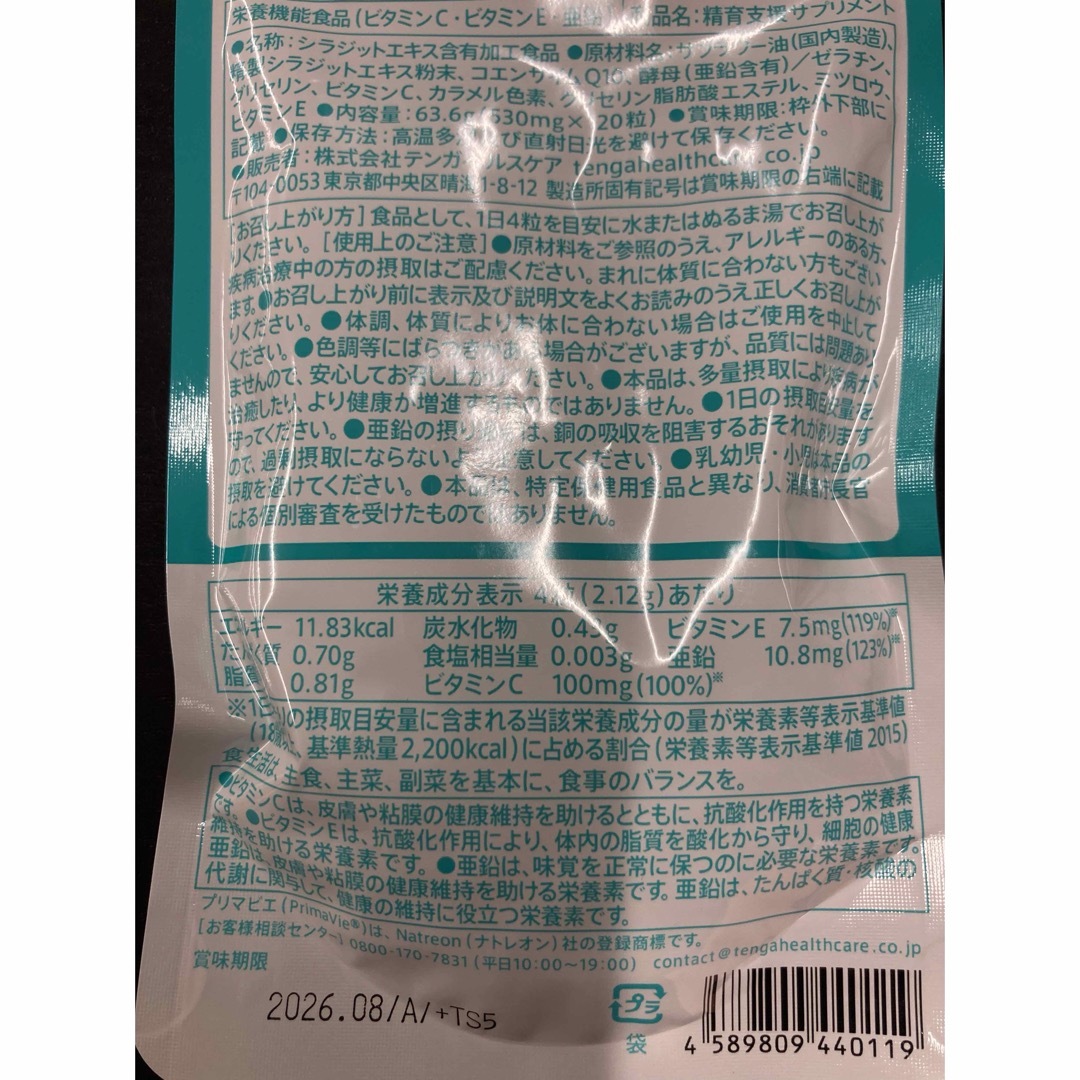 栄養機能食品(ビタミンC・ビタミンE・亜鉛) 商品名:精育支援サプリメント
●名称:シラジットエキス含有加工食品 ●原材料名:サフラワー油(国内製造)、
精製シラジットエキス粉末、コエンザイムQ10、酵母(亜鉛含有)/ゼラチン、
グリセリン、ビタミンC、カラメル色素、グリセリン脂肪酸エステル、ミツロウ、
ビタミンE ●内容量:63.6g(530mg×120粒) ●賞味期限:枠外下部に
記載 ●保存方法:高温多湿及び直射日光を避けて保存ください。
●販売者:株式会社テンガヘルスケア tengahealthcare.co.jp
〒104-0053 東京都中央区晴海1-8-12 製造所固有記号は賞味期限の右端に記載
[お召し上がり方]食品として、1日4粒を目安に水またはぬるま湯でお召し上が
りください。[使用上のご注意]●原材料をご参照のうえ、アレルギーのある方、
疾病治療中の方の摂取はご配慮ください。まれに体質に合わない方もござい
ます。●お召し上がり前に表示及び説明文をよくお読みのうえ正しくお召し上が
りください。●体調、体質によりお体に合わない場合はご使用を中止して
ください。●色調等にばらつきがある場合がございますが、品質には問題あり
ませんので、安心してお召し上がりください。●本品は、多量摂取により疾病が
治癒したり、より健康が増進するものではありません。●1日の摂取目安量を
守ってください。●亜鉛の摂りすぎは、銅の吸収を阻害するおそれがあります
ので、過剰摂取にならないよう注意してください。●乳幼児・小児は本品の
摂取を避けてください。●本品は、特定保健用食品と異なり、消費者庁長官
による個別審査を受けたものではありません。
栄養成分表示 4粒(2.12g)あたり
エネルギー 11.83kcal 炭水化物 0.43g ビタミンE 7.5mg(119%)※
たんぱく質 0.70g 食塩相当量 0.003g 亜鉛 10.8mg(123%)※
脂質 0.81g ビタミンC 100mg(100%)※
※1日の摂取目安量に含まれる当該栄養成分の量が栄養素等表示基準値
(18歳以上、基準熱量2,200kcal)に占める割合(栄養素等表示基準値2015)
食生活は、主食、主菜、副菜を基本に、食事のバランスを。
●ビタミンCは、皮膚や粘膜の健康維持を助けるとともに、抗酸化作用を持つ栄養素
です。●ビタミンEは、抗酸化作用により、体内の脂質を酸化から守り、細胞の健康
維持を助ける栄養素です。●亜鉛は、味覚を正常に保つのに必要な栄養素です。
亜鉛は、皮膚や粘膜の健康維持を助ける栄養素です。亜鉛は、たんぱく質・核酸の
代謝に関与して、健康の維持に役立つ栄養素です。
プリマビエ(PrimaVie®)は、Natreon(ナトレオン)社の登録商標です。
[お客様相談センター]0800-170-7831(平日10:00〜19:00) contact@tengahealthcare.co.jp
賞味期限
2026.08/A/+TS5
プラ
袋
4 589809 440119